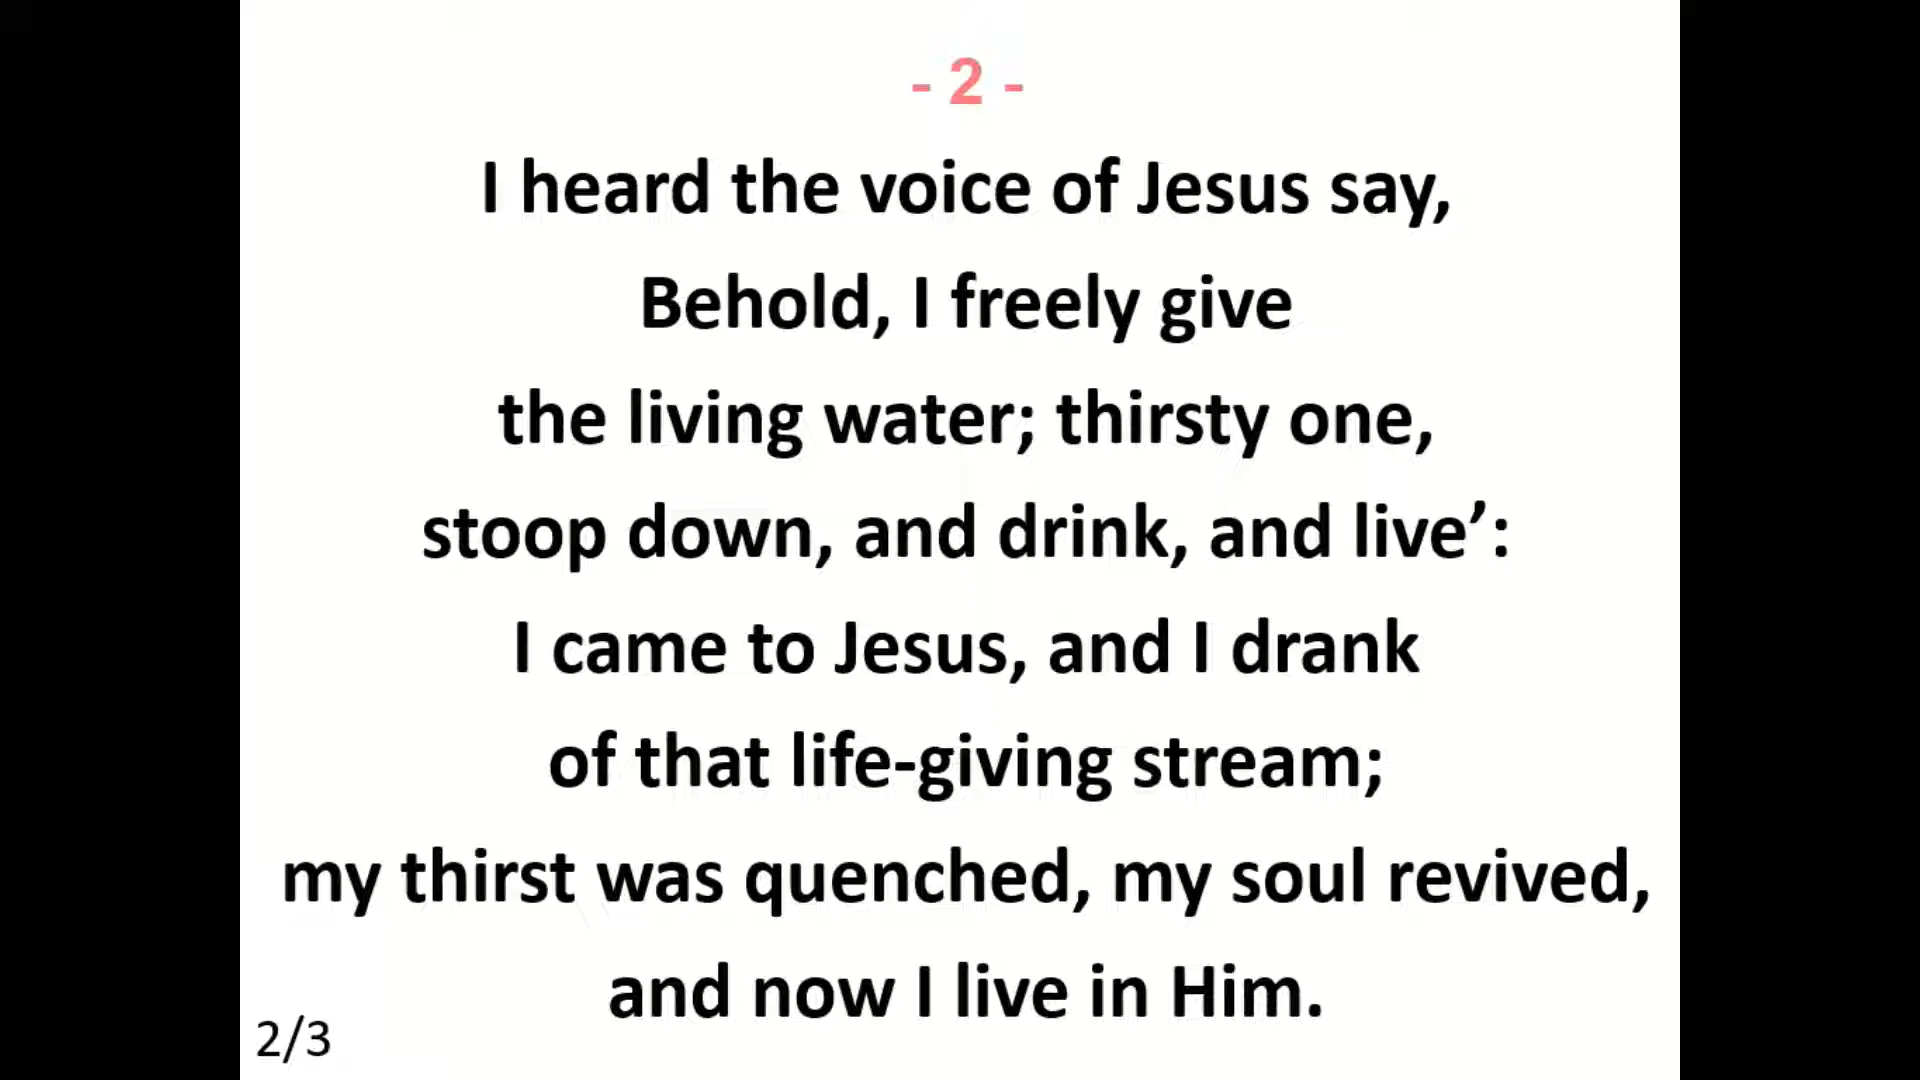 - 2 -
I heard the voice of Jesus say,
Behold, I freely give
the living water; thirsty one,
stoop down, and drink, and live’:
I came to Jesus, and I drank
of that life-giving stream;
my thirst was quenched, my soul revived,
and now I live in Him.
2/3